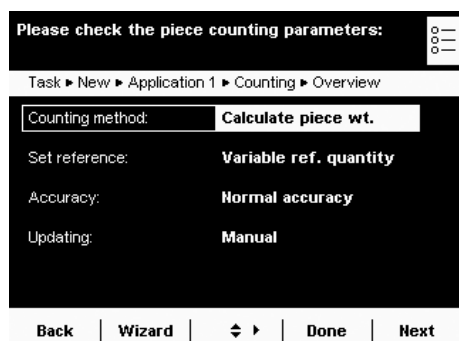 Please check the piece counting parameters:
Task ▸ New ▸ Application 1 ▸ Counting ▸ Overview
Counting method: Calculate piece wt.
Set reference: Variable ref. quantity
Accuracy: Normal accuracy
Updating: Manual
Back Wizard Done Next